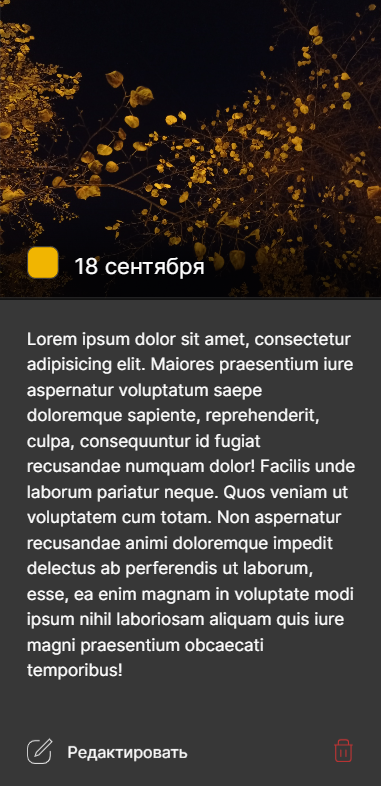 18 сентября
Lorem ipsum dolor sit amet, consectetur
adipisicing elit. Maiores praesentium iure
aspernatur voluptatum saepe
doloremque sapiente, reprehenderit,
culpa, consequuntur id fugiat
recusandae numquam dolor! Facilis unde
laborum pariatur neque. Quos veniam ut
voluptatem cum totam. Non aspernatur
recusandae animi doloremque impedit
delectus ab perferendis ut laborum,
esse, ea enim magnam in voluptate modi
ipsum nihil laboriosam aliquam quis iure
magni praesentium obcaecati
temporibus!
Редактировать